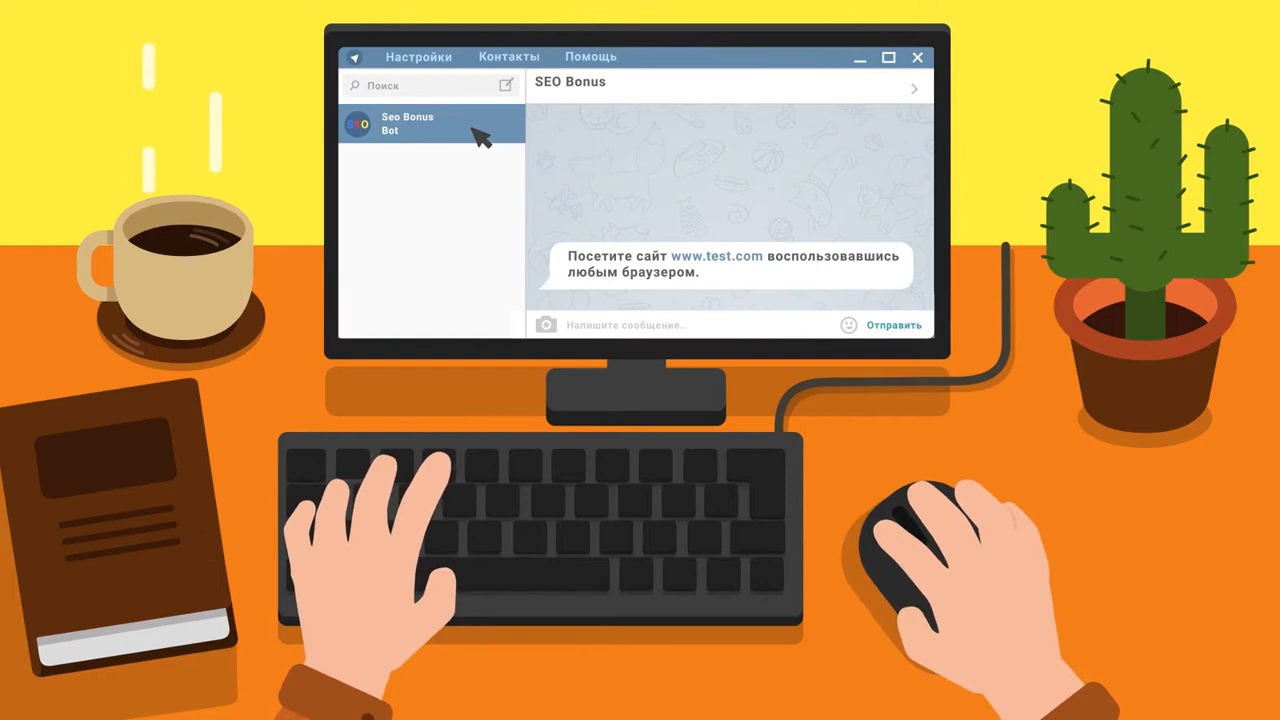 Настройки Контакты Помощь
Поиск
SEO Bonus
SEO
Seo Bonus
Bot
Посетите сайт www.test.com воспользовавшись
любым браузером.
Напишите сообщение..
Отправить